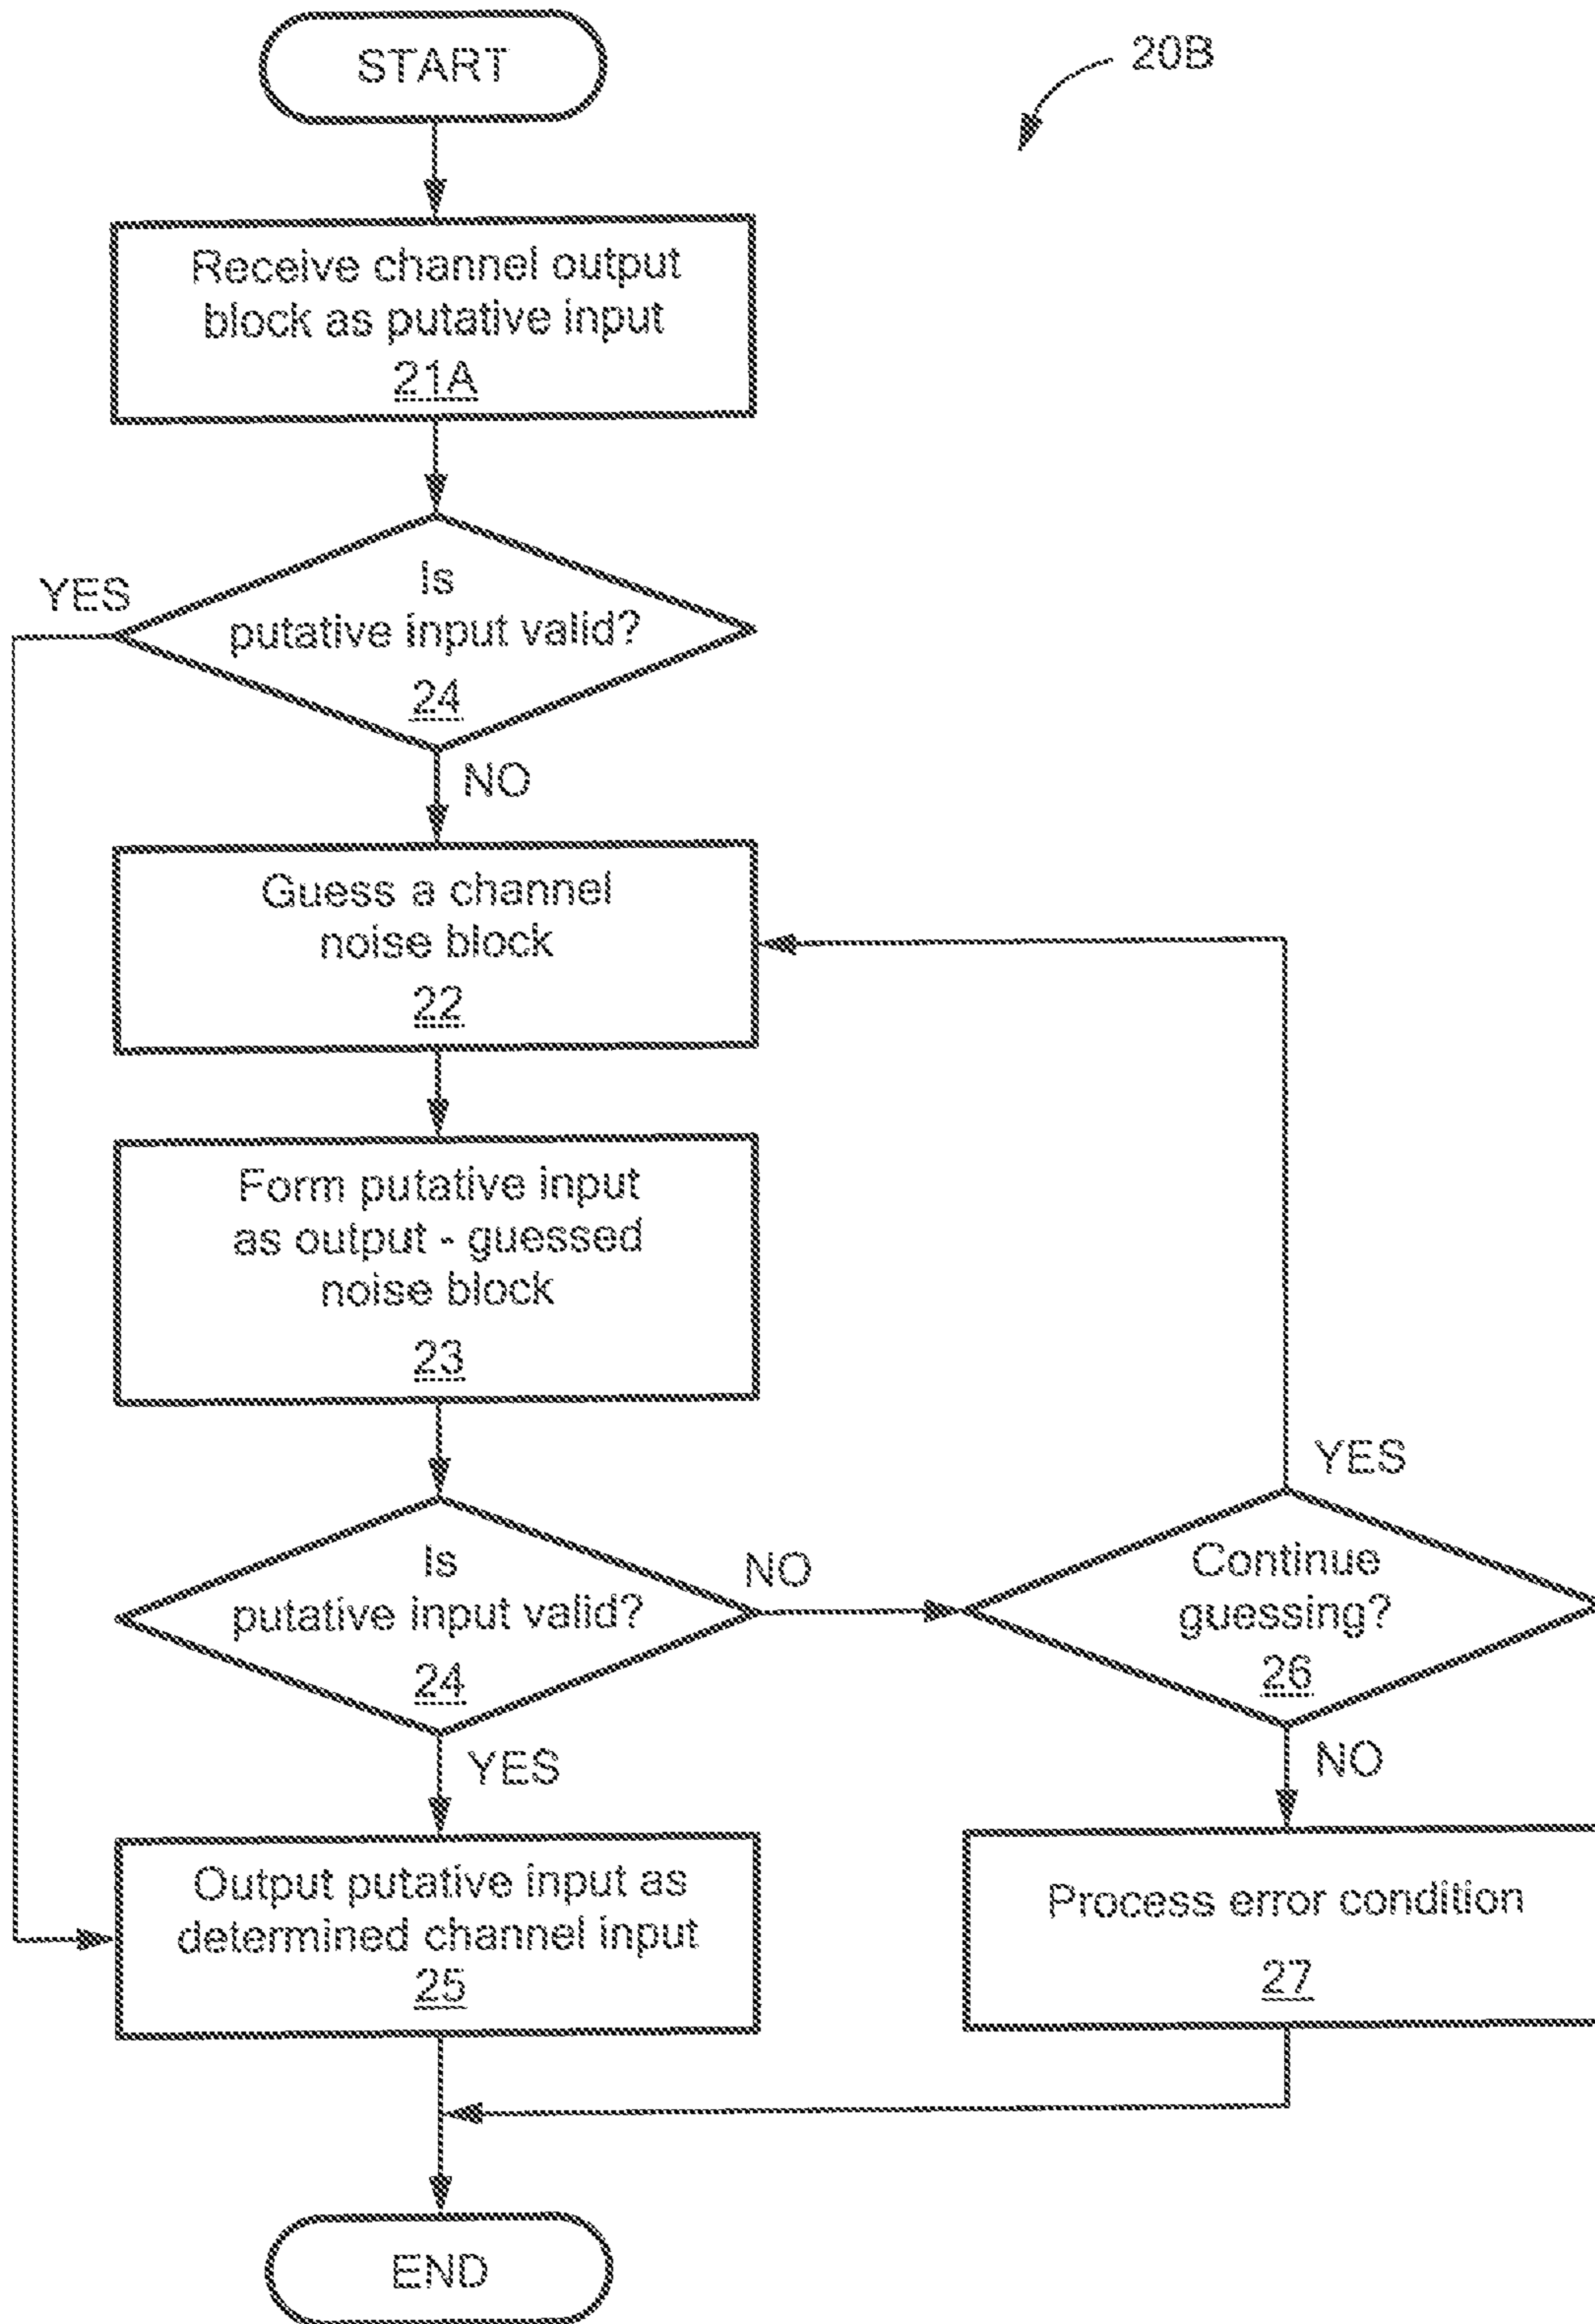 START
20B
Receive channel output
block as putative input
21A
Is
putative input valid?
24
YES
NO
Guess a channel
noise block
22
Form putative input
as output - guessed
noise block
23
Is
putative input valid?
24
NO
YES
Continue
guessing?
26
YES
NO
Output putative input as
determined channel input
25
Process error condition
27
END